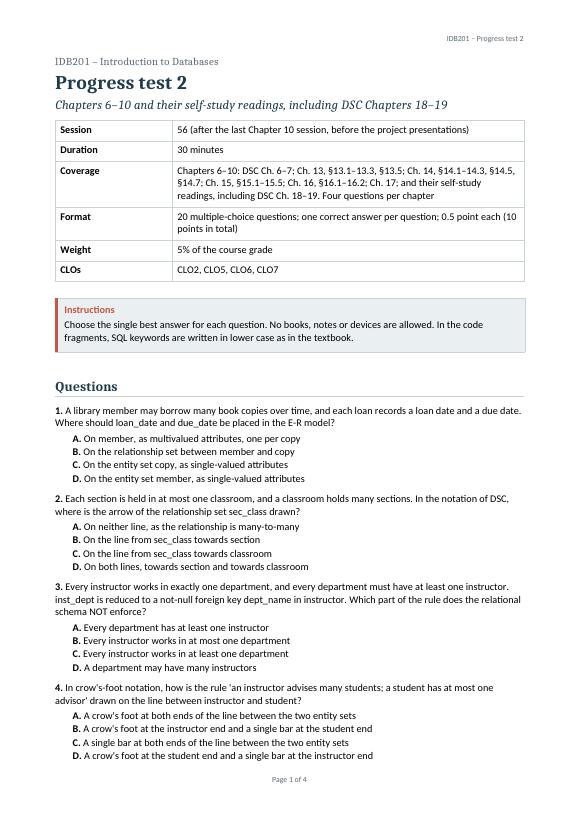 IDB201 – Progress test 2
IDB201 – Introduction to Databases
Progress test 2
Chapters 6–10 and their self-study readings, including DSC Chapters 18–19
Session 56 (after the last Chapter 10 session, before the project presentations)
Duration 30 minutes
Coverage Chapters 6–10; DSC Ch. 6–7; Ch. 13, §13.1–13.3, §13.5; Ch. 14, §14.1–14.3, §14.5,
§14.7; Ch. 15, §15.1–15.5; Ch. 16, §16.1–16.2; Ch. 17; and their self-study
readings, including DSC Ch. 18–19. Four questions per chapter
Format 20 multiple-choice questions; one correct answer per question; 0.5 point each (10
points in total)
Weight 5% of the course grade
CLOs CLO2, CLO5, CLO6, CLO7
Instructions
Choose the single best answer for each question. No books, notes or devices are allowed. In the code
fragments, SQL keywords are written in lower case as in the textbook.
Questions
1. A library member may borrow many book copies over time, and each loan records a loan date and a due date.
Where should loan_date and due_date be placed in the E-R model?
A. On member, as multivalued attributes, one per copy
B. On the relationship set between member and copy
C. On the entity set copy, as single-valued attributes
D. On the entity set member, as single-valued attributes
2. Each section is held in at most one classroom, and a classroom holds many sections. In the notation of DSC,
where is the arrow of the relationship set sec_class drawn?
A. On neither line, as the relationship is many-to-many
B. On the line from sec_class towards section
C. On the line from sec_class towards classroom
D. On both lines, towards section and towards classroom
3. Every instructor works in exactly one department, and every department must have at least one instructor.
inst_dept is reduced to a not-null foreign key dept_name in instructor. Which part of the rule does the relational
schema NOT enforce?
A. Every department has at least one instructor
B. Every instructor works in at most one department
C. Every instructor works in at least one department
D. A department may have many instructors
4. In crow's-foot notation, how is the rule 'an instructor advises many students; a student has at most one
advisor' drawn on the line between instructor and student?
A. A crow's foot at both ends of the line between the two entity sets
B. A crow's foot at the instructor end and a single bar at the student end
C. A single bar at both ends of the line between the two entity sets
D. A crow's foot at the student end and a single bar at the instructor end
Page 1 of 4